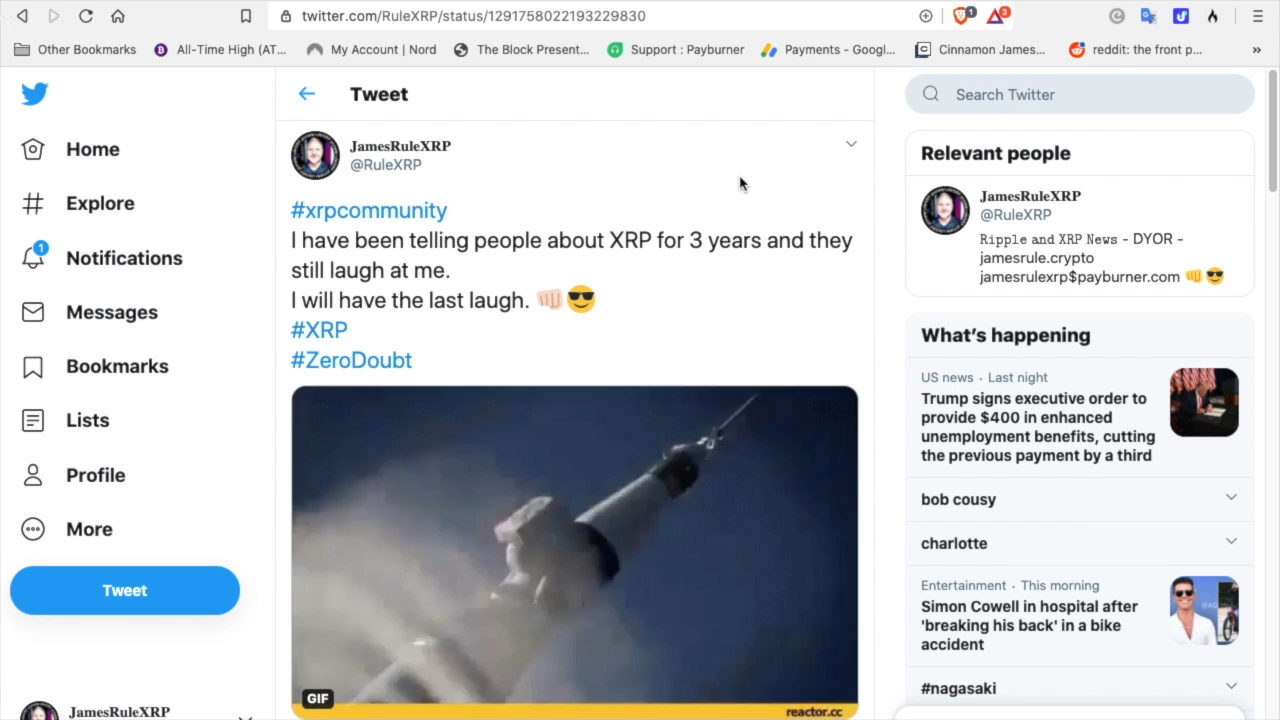 twitter.com/RuleXRP/status/1291758022193229830
1
3
Other Bookmarks
All-Time High (AT...
My Account | Nord
The Block Present...
Support : Payburner
Payments - Googl...
Cinnamon James...
reddit: the front p...
»
Home
Explore
1
Notifications
Messages
Bookmarks
Lists
Profile
More
Tweet
JamesRuleXRP
Tweet
JamesRuleXRP
@RuleXRP
#xrpcommunity
I have been telling people about XRP for 3 years and they
still laugh at me.
I will have the last laugh. 👊🏻😎
#XRP
#ZeroDoubt
GIF
reactor.cc
Search Twitter
Relevant people
JamesRuleXRP
@RuleXRP
Ripple and XRP News - DYOR -
jamesrule.crypto
jamesrulexrp$payburner.com 👊😎
What's happening
US news · Last night
Trump signs executive order to
provide $400 in enhanced
unemployment benefits, cutting
the previous payment by a third
bob cousy
charlotte
Entertainment · This morning
Simon Cowell in hospital after
'breaking his back' in a bike
accident
#nagasaki